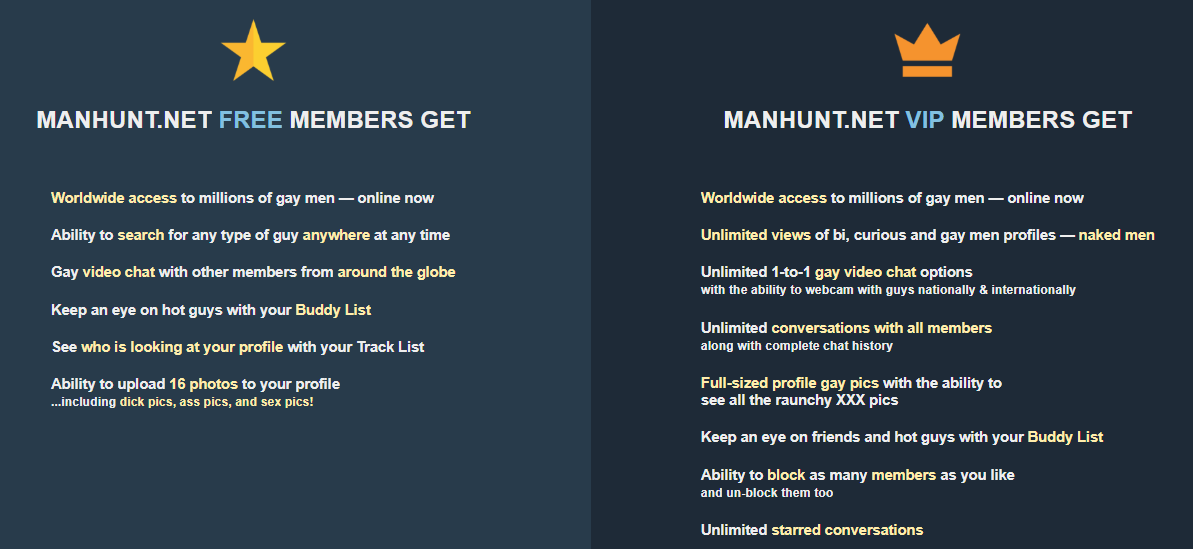 MANHUNT.NET FREE MEMBERS GET
Worldwide access to millions of gay men — online now
Ability to search for any type of guy anywhere at any time
Gay video chat with other members from around the globe
Keep an eye on hot guys with your Buddy List
See who is looking at your profile with your Track List
Ability to upload 16 photos to your profile
...including dick pics, ass pics, and sex pics!
MANHUNT.NET VIP MEMBERS GET
Worldwide access to millions of gay men — online now
Unlimited views of bi, curious and gay men profiles — naked men
Unlimited 1-to-1 gay video chat options
with the ability to webcam with guys nationally & internationally
Unlimited conversations with all members
along with complete chat history
Full-sized profile gay pics with the ability to
see all the raunchy XXX pics
Keep an eye on friends and hot guys with your Buddy List
Ability to block as many members as you like
and un-block them too
Unlimited starred conversations